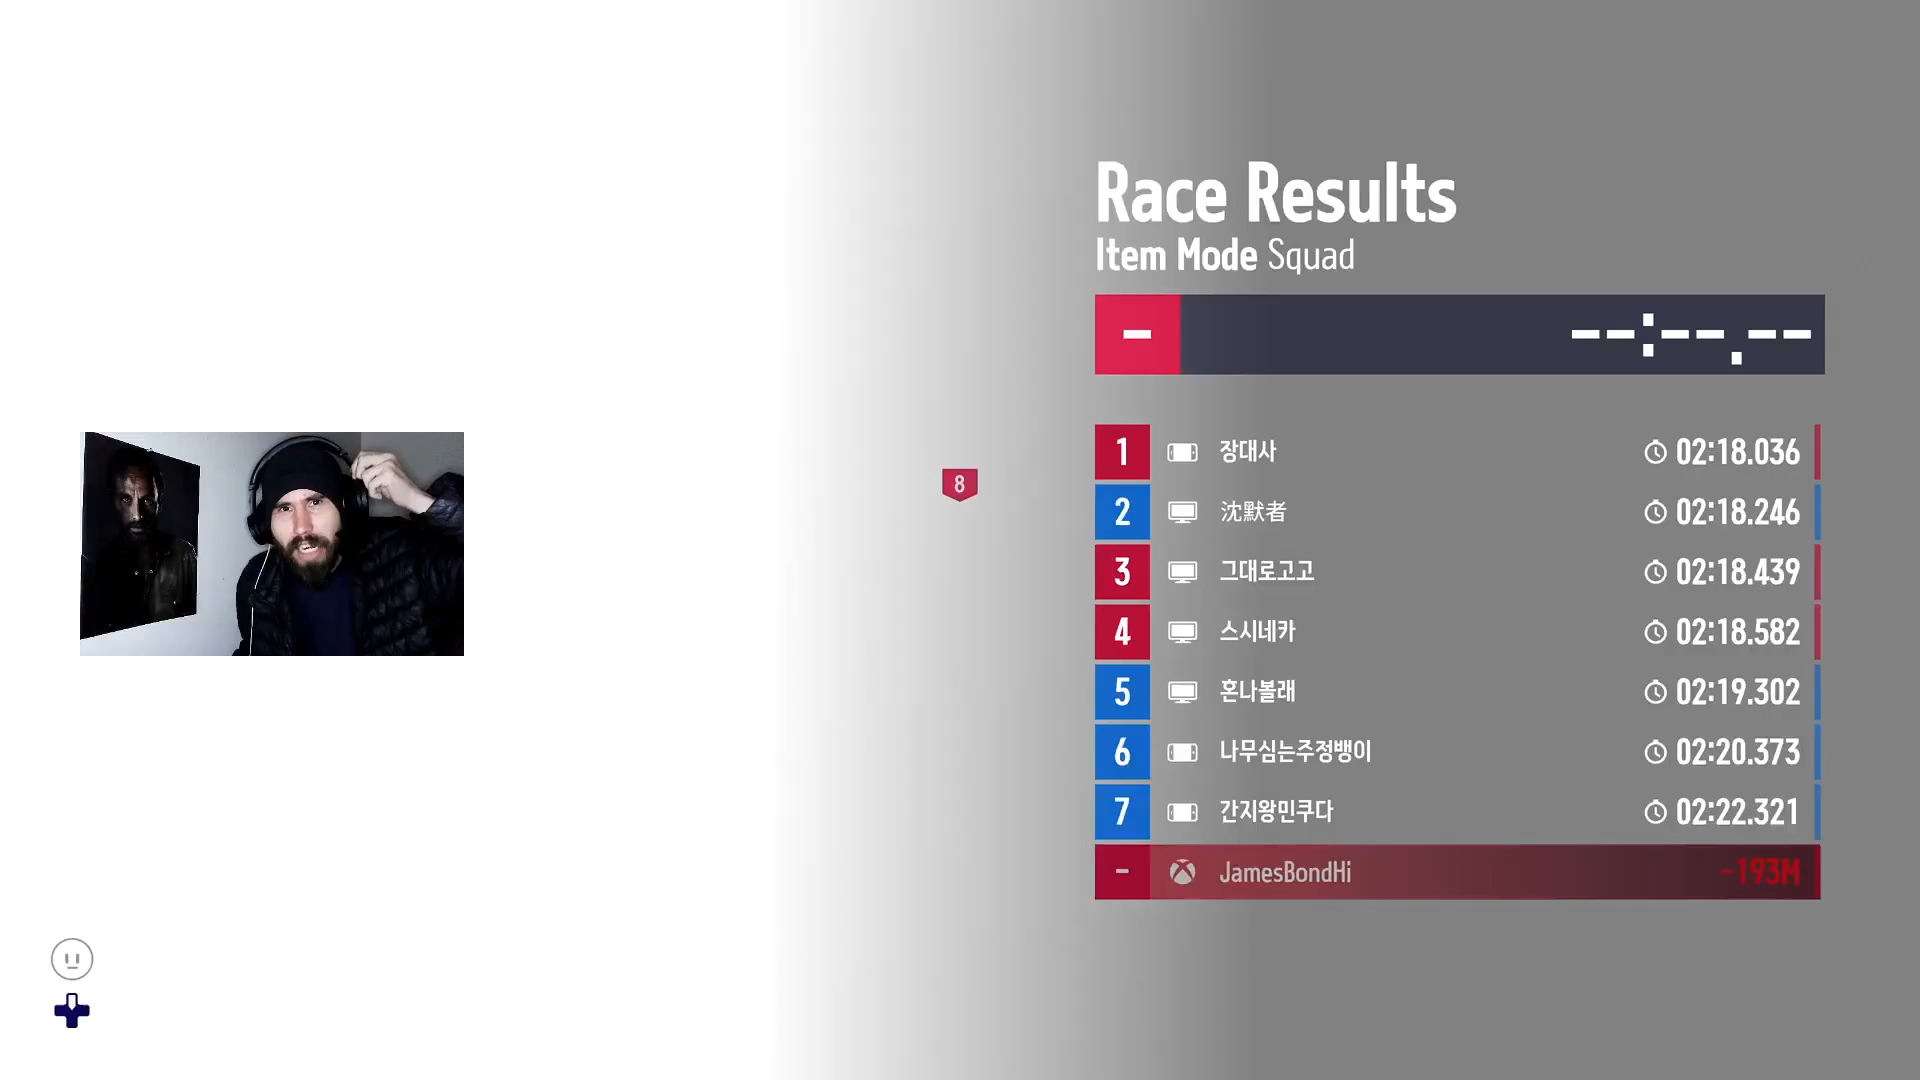 Race Results
Item Mode Squad
- --:--.--
8
1 장대사 02:18.036
2 沈默者 02:18.246
3 그대로고고 02:18.439
4 스시네카 02:18.582
5 혼나볼래 02:19.302
6 나무심는주정뱅이 02:20.373
7 간지왕민쿠다 02:22.321
- JamesBondHi -193M